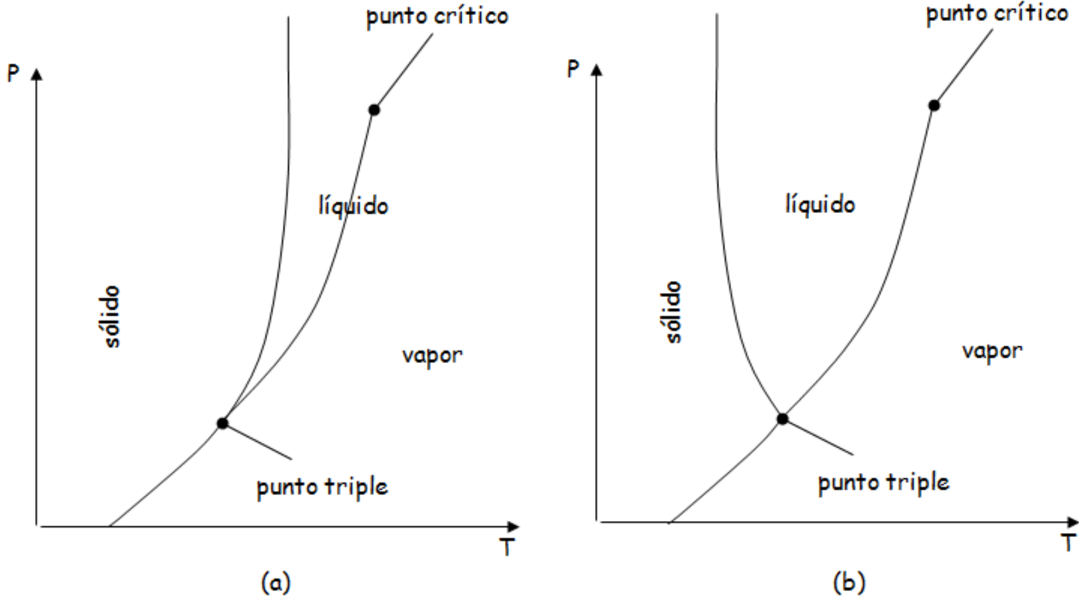 punto crítico
P
líquido
sólido
vapor
punto triple
T
(a)
punto crítico
P
líquido
sólido
vapor
punto triple
T
(b)